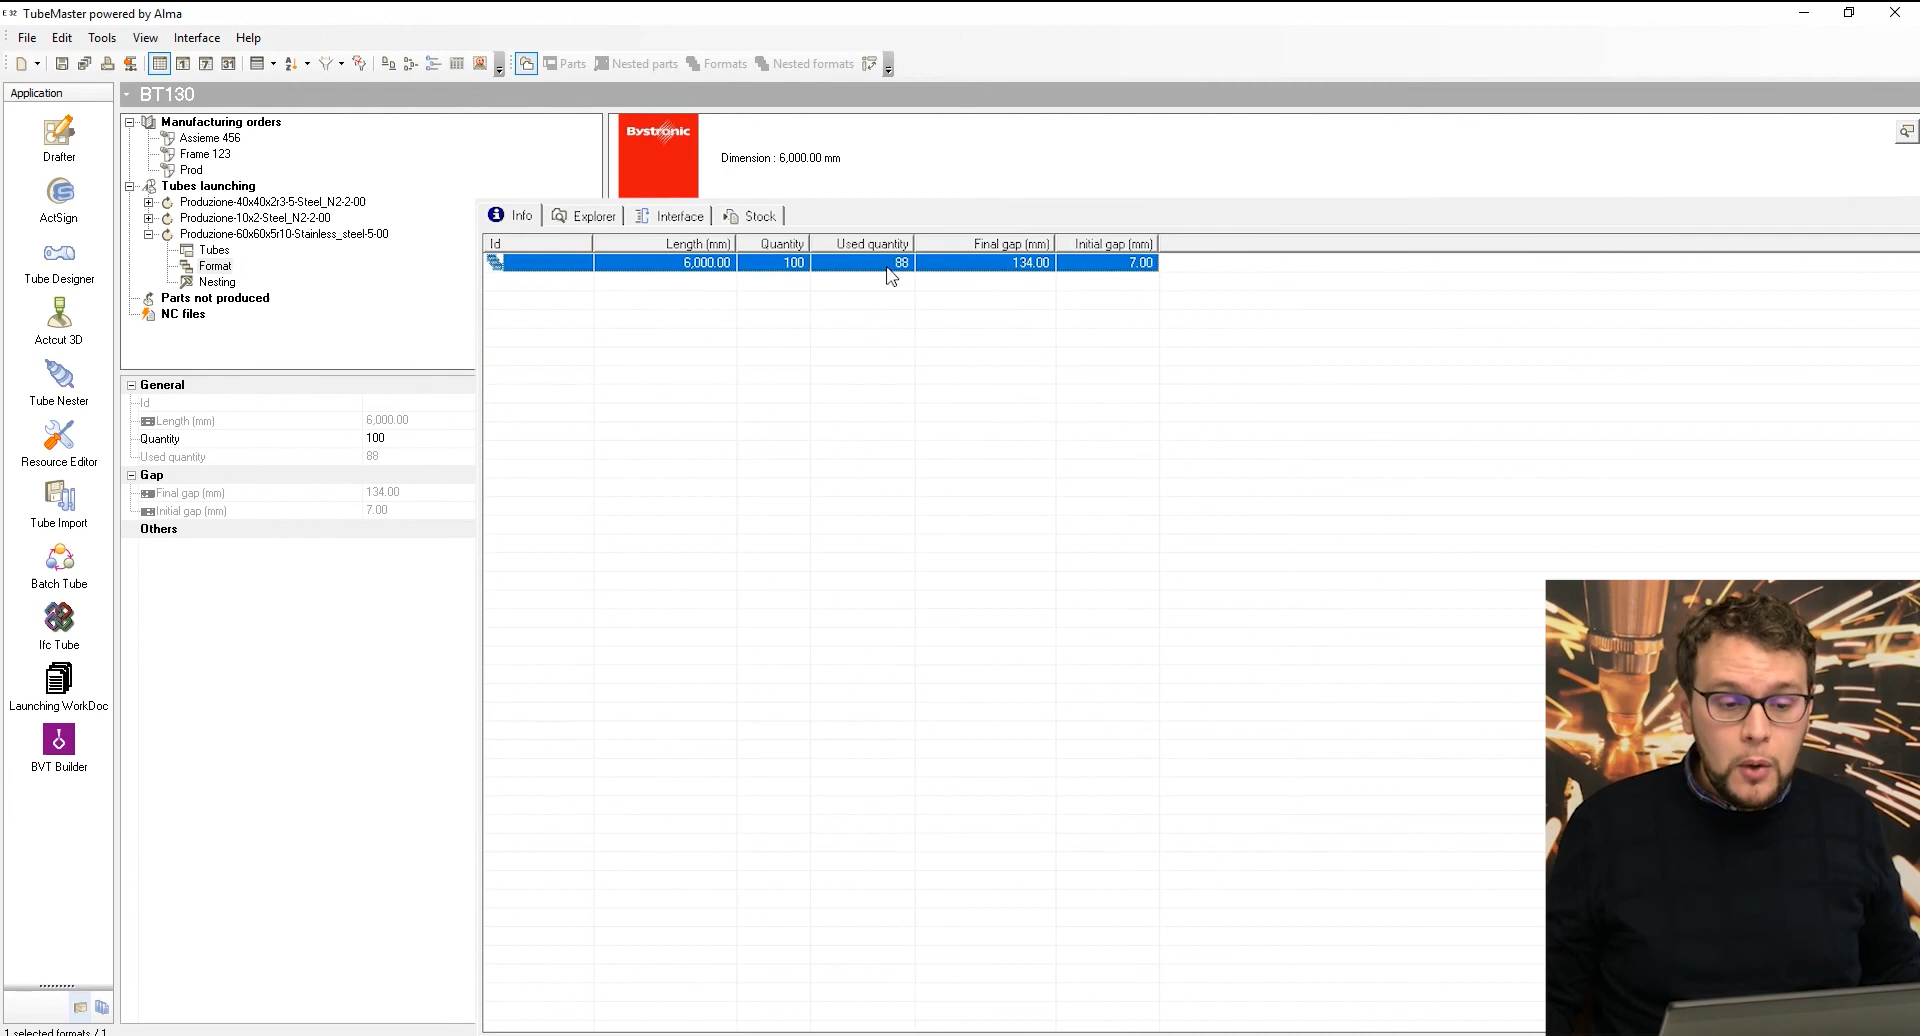 TubeMaster powered by Alma
File Edit Tools View Interface Help
Parts Nested parts Formats Nested formats
Application
Drafter
ActSign
Tube Designer
Actcut 3D
Tube Nester
Resource Editor
Tube Import
Batch Tube
Ifc Tube
Launching WorkDoc
BVT Builder
BT130
Manufacturing orders
Assieme 456
Frame 123
Prod
Tubes launching
Produzione-40x40x2r3-5-Steel_N2-2-00
Produzione-10x2-Steel_N2-2-00
Produzione-60x60x5r10-Stainless_steel-5-00
Tubes
Format
Nesting
Parts not produced
NC files
General
Id
Length (mm) 6,000.00
Quantity 100
Used quantity 88
Gap
Final gap (mm) 134.00
Initial gap (mm) 7.00
Others
Bystronic
Dimension : 6,000.00 mm
Info Explorer Interface Stock
Id Length (mm) Quantity Used quantity Final gap (mm) Initial gap (mm)
6,000.00 100 88 134.00 7.00
1 selected formats / 1